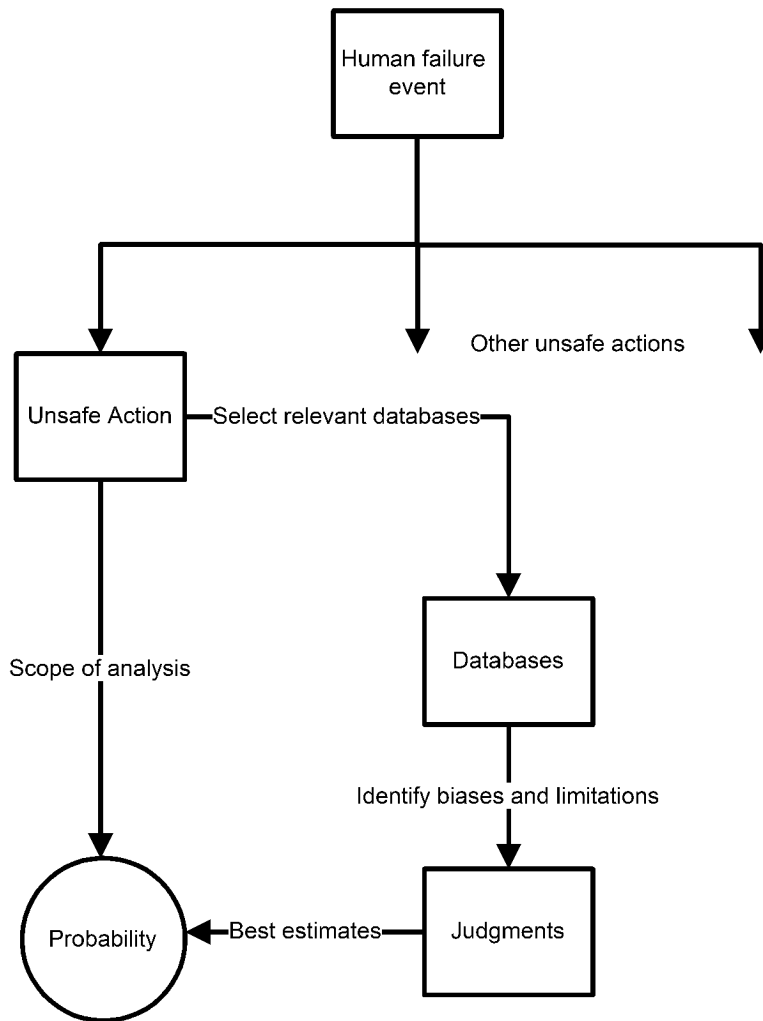 Human failure
event
Other unsafe actions
Unsafe Action
Select relevant databases
Databases
Scope of analysis
Identify biases and limitations
Probability
Best estimates
Judgments